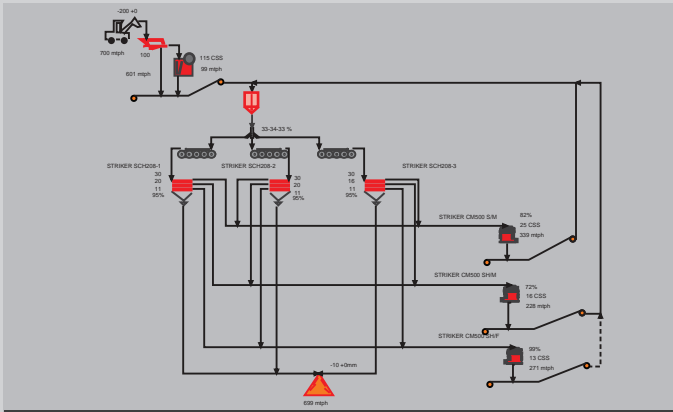 -200 +0
700 mtph
100
601 mtph
115 CSS
99 mtph
33-34-33 %
STRIKER SCH208-1
STRIKER SCH208-2
STRIKER SCH208-3
30
20
11
95%
30
20
11
95%
30
16
11
95%
STRIKER CM500 S/M
82%
25 CSS
339 mtph
STRIKER CM500 SH/M
72%
16 CSS
228 mtph
STRIKER CM500 SH/F
99%
13 CSS
271 mtph
-10 +0mm
699 mtph